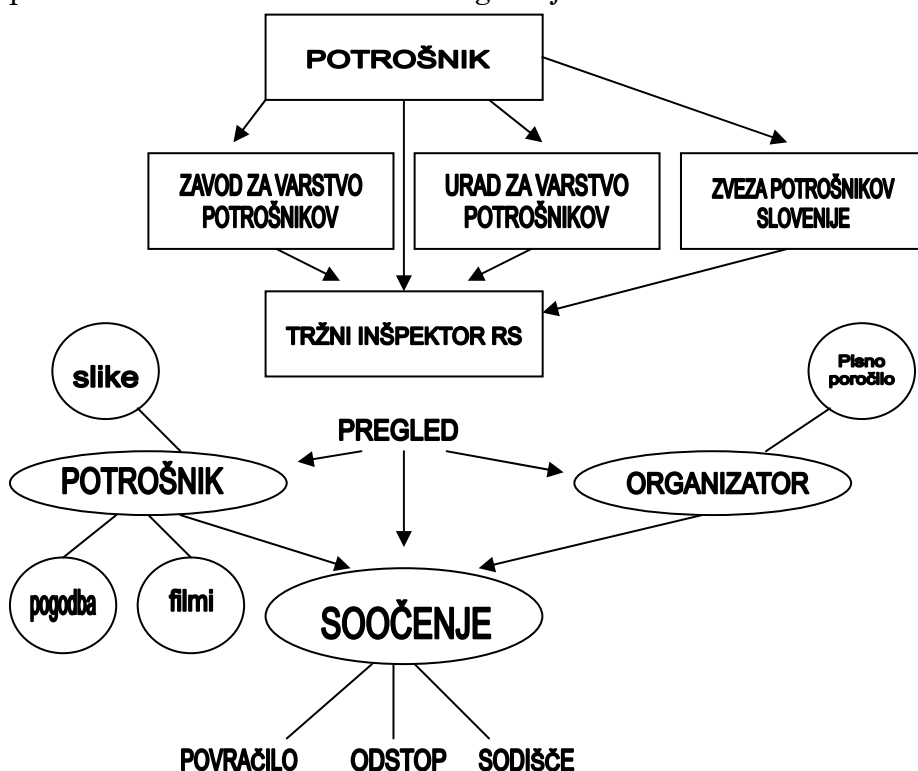 POTROŠNIK
ZAVOD ZA VARSTVO
POTROŠNIKOV
URAD ZA VARSTVO
POTROŠNIKOV
ZVEZA POTROŠNIKOV
SLOVENIJE
TRŽNI INŠPEKTOR RS
slike
Pisno
poročilo
PREGLED
POTROŠNIK
ORGANIZATOR
pogodba
filmi
SOOČENJE
POVRAČILO
ODSTOP
SODIŠČE